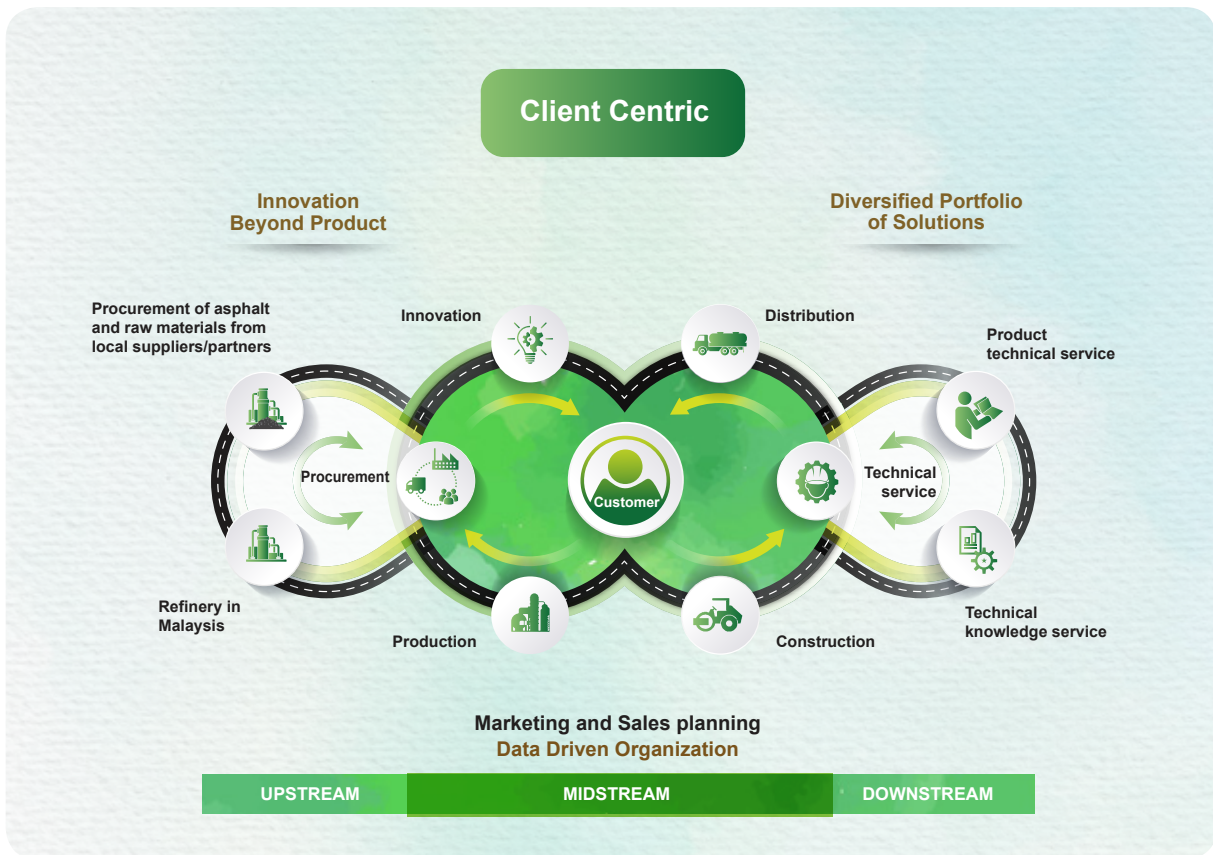 Client Centric
Innovation
Beyond Product
Diversified Portfolio
of Solutions
Procurement of asphalt
and raw materials from
local suppliers/partners
Innovation
Distribution
Product
technical service
Procurement
Customer
Technical
service
Refinery in
Malaysis
Production
Construction
Technical
knowledge service
Marketing and Sales planning
Data Driven Organization
UPSTREAM
MIDSTREAM
DOWNSTREAM